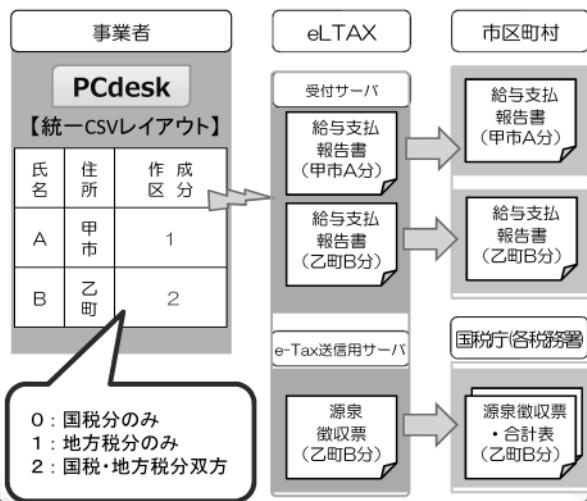 事業者
PCdesk
【統一CSVレイアウト】
氏名 住所 作成区分
A 甲市 1
B 乙町 2
0：国税分のみ
1：地方税分のみ
2：国税・地方税分双方
eLTAX
受付サーバ
給与支払
報告書
（甲市A分）
給与支払
報告書
（乙町B分）
e-Tax送信用サーバ
源泉
徴収票
（乙町B分）
市区町村
給与支払
報告書
（甲市A分）
給与支払
報告書
（乙町B分）
国税庁(各税務署)
源泉徴収票
・合計表
（乙町B分）